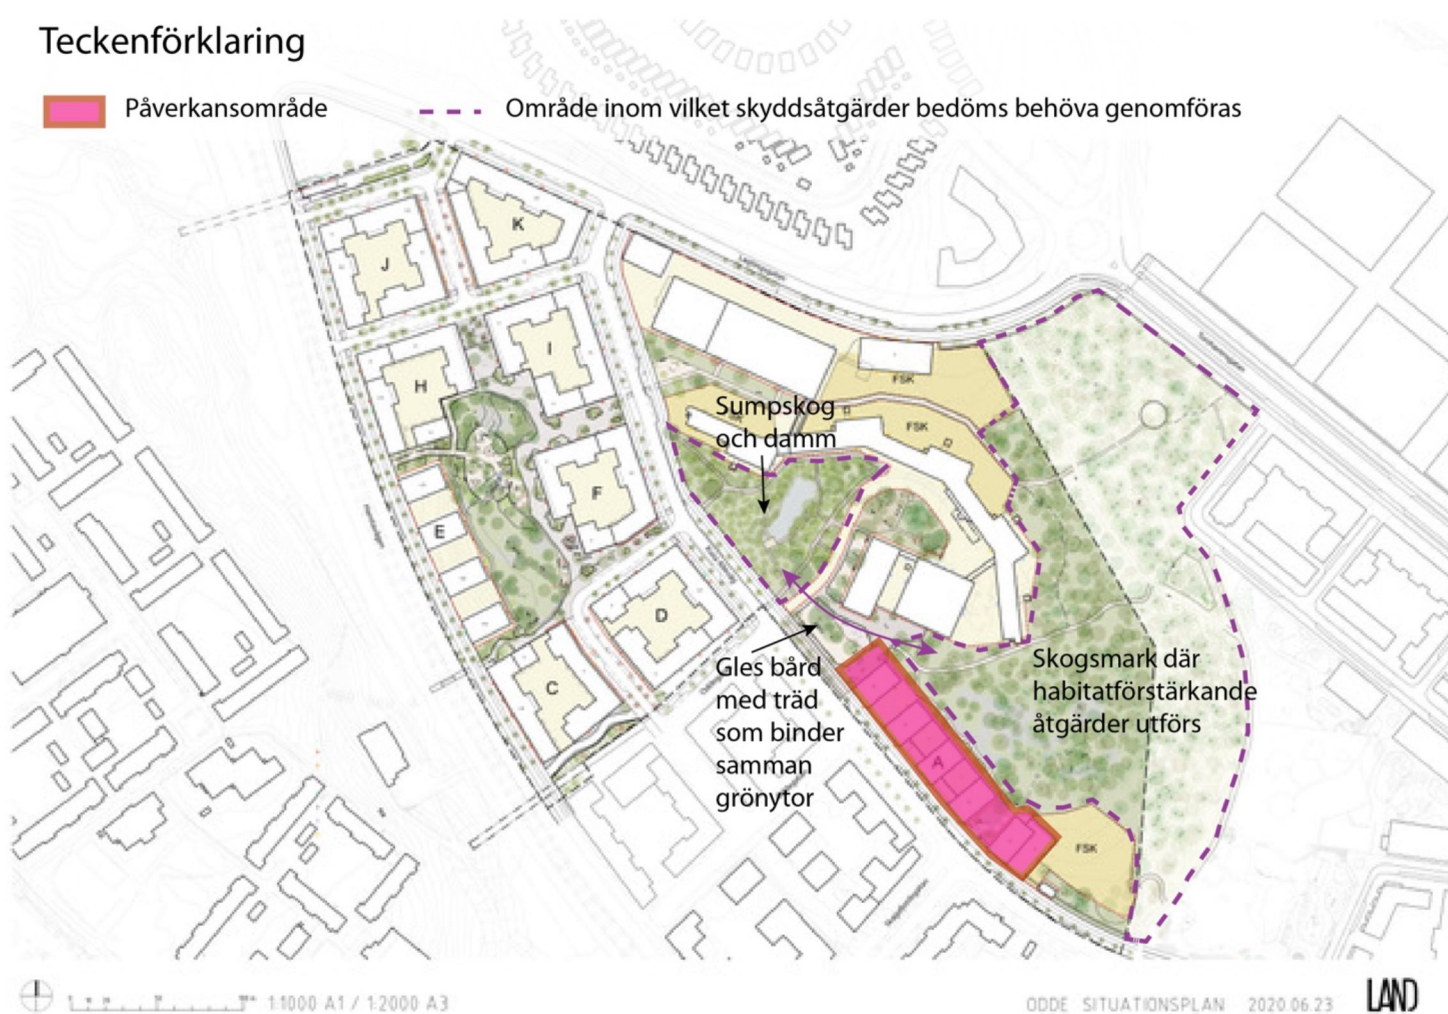 Teckenförklaring
Påverkansområde
Område inom vilket skyddsåtgärder bedöms behöva genomföras
K
J
I
H
FSK
Sumpskog
och damm
FSK
F
E
D
Gles bård
med träd
som binder
samman
grönytor
Skogsmark där
habitatförstärkande
åtgärder utförs
C
A
FSK
1:1000 A1 / 1:2000 A3
ODDE SITUATIONSPLAN 2020.06.23
LAND